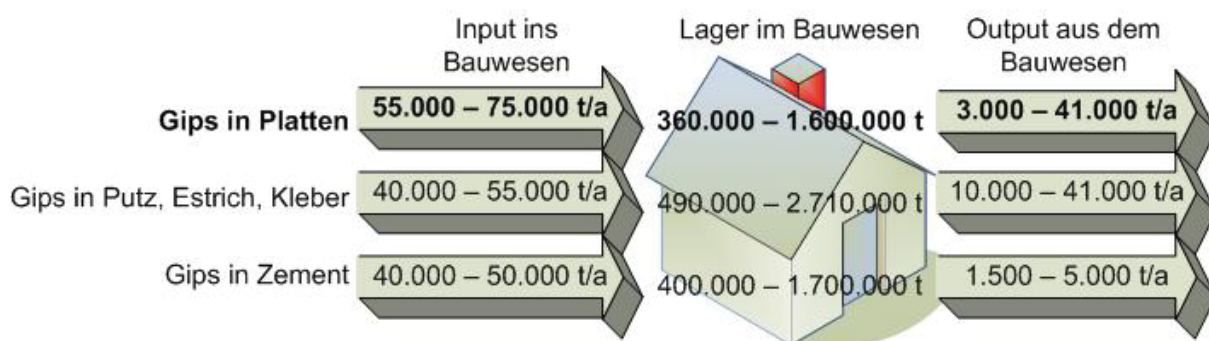 Input ins
Bauwesen
Lager im Bauwesen
Output aus dem
Bauwesen
Gips in Platten
55.000 – 75.000 t/a
360.000 – 1.600.000 t
3.000 – 41.000 t/a
Gips in Putz, Estrich, Kleber
40.000 – 55.000 t/a
490.000 – 2.710.000 t
10.000 – 41.000 t/a
Gips in Zement
40.000 – 50.000 t/a
400.000 – 1.700.000 t
1.500 – 5.000 t/a